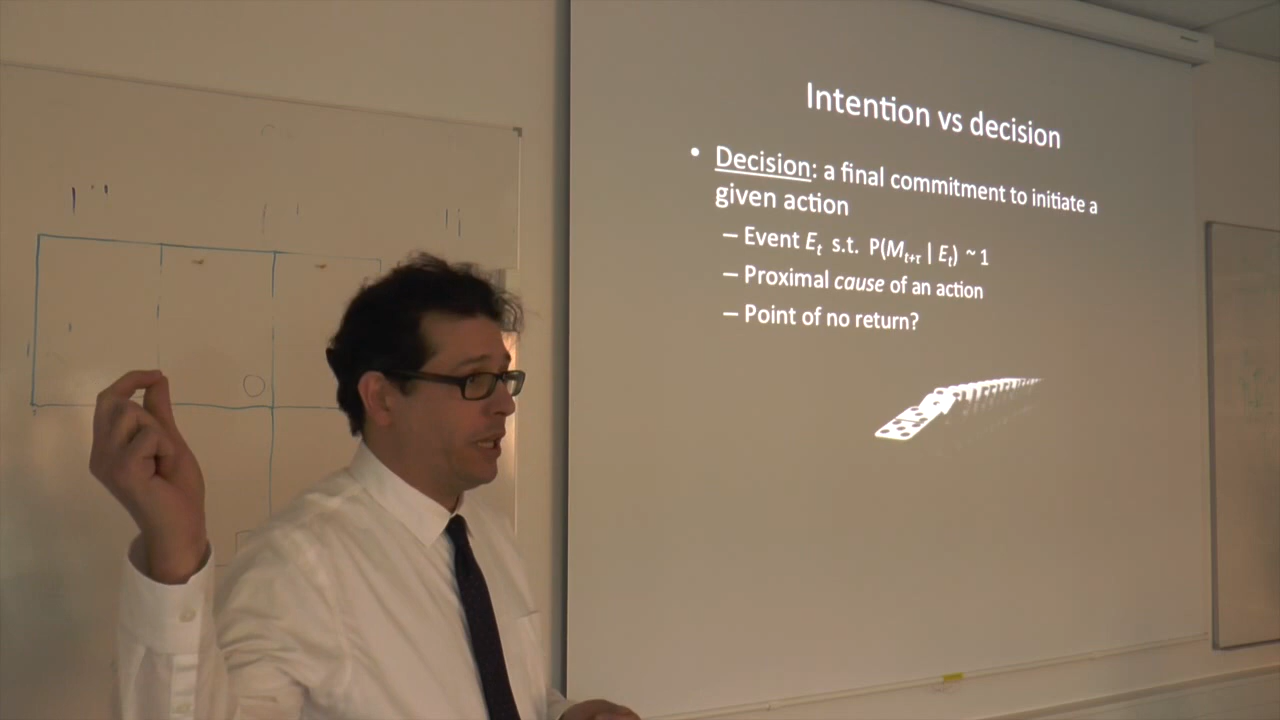 Intention vs decision
• Decision: a final commitment to initiate a
given action
– Event Eₜ s.t. P(Mₜ₊τ | Eₜ) ~ 1
– Proximal cause of an action
– Point of no return?